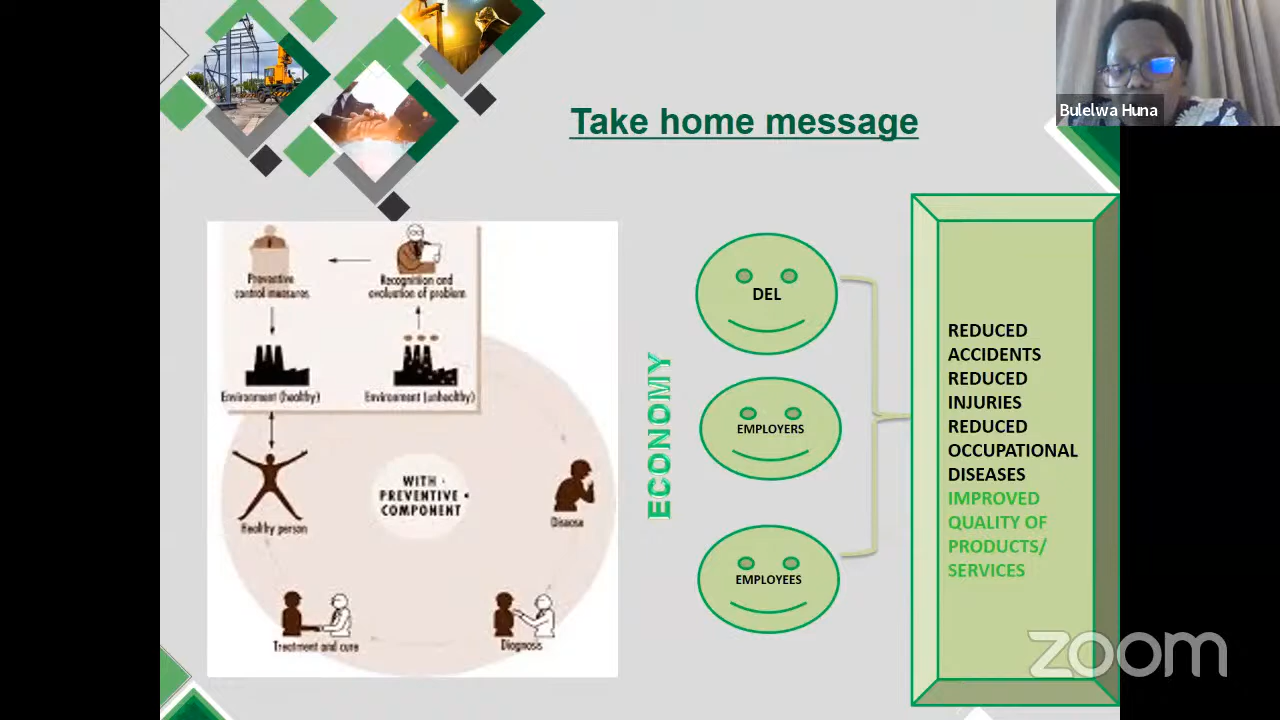 Bulelwa Huna
Take home message
Preventive
control measures
Recognition and
evaluation of problem
Environment (healthy)
Environment (unhealthy)
WITH
PREVENTIVE
COMPONENT
Healthy person
Disease
Treatment and cure
Diagnosis
ECONOMY
DEL
EMPLOYERS
EMPLOYEES
REDUCED
ACCIDENTS
REDUCED
INJURIES
REDUCED
OCCUPATIONAL
DISEASES
IMPROVED
QUALITY OF
PRODUCTS/
SERVICES
zoom